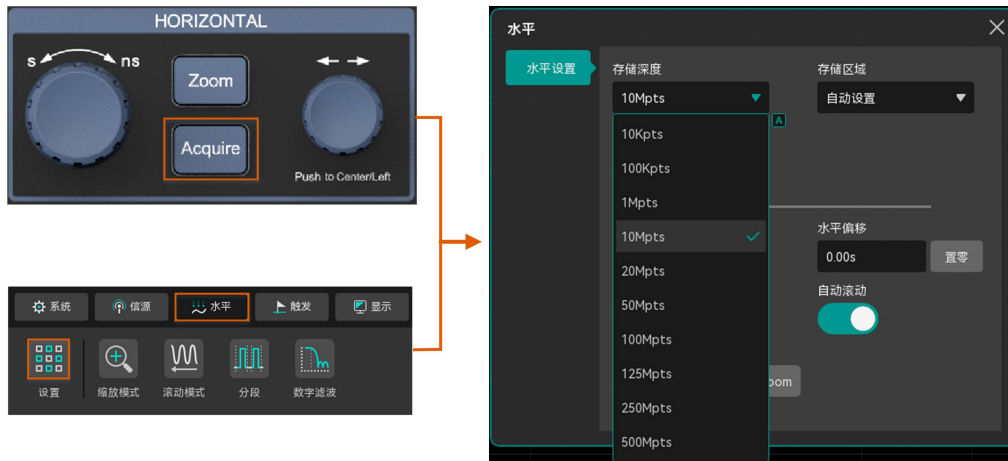 HORIZONTAL
s
ns
Zoom
Acquire
Push to Center/Left
系统
信源
水平
触发
显示
设置
缩放模式
滚动模式
分段
数字滤波
水平
水平设置
存储深度
存储区域
10Mpts
自动设置
A
10Kpts
100Kpts
1Mpts
10Mpts
水平偏移
0.00s
置零
20Mpts
自动滚动
50Mpts
100Mpts
125Mpts
oom
250Mpts
500Mpts